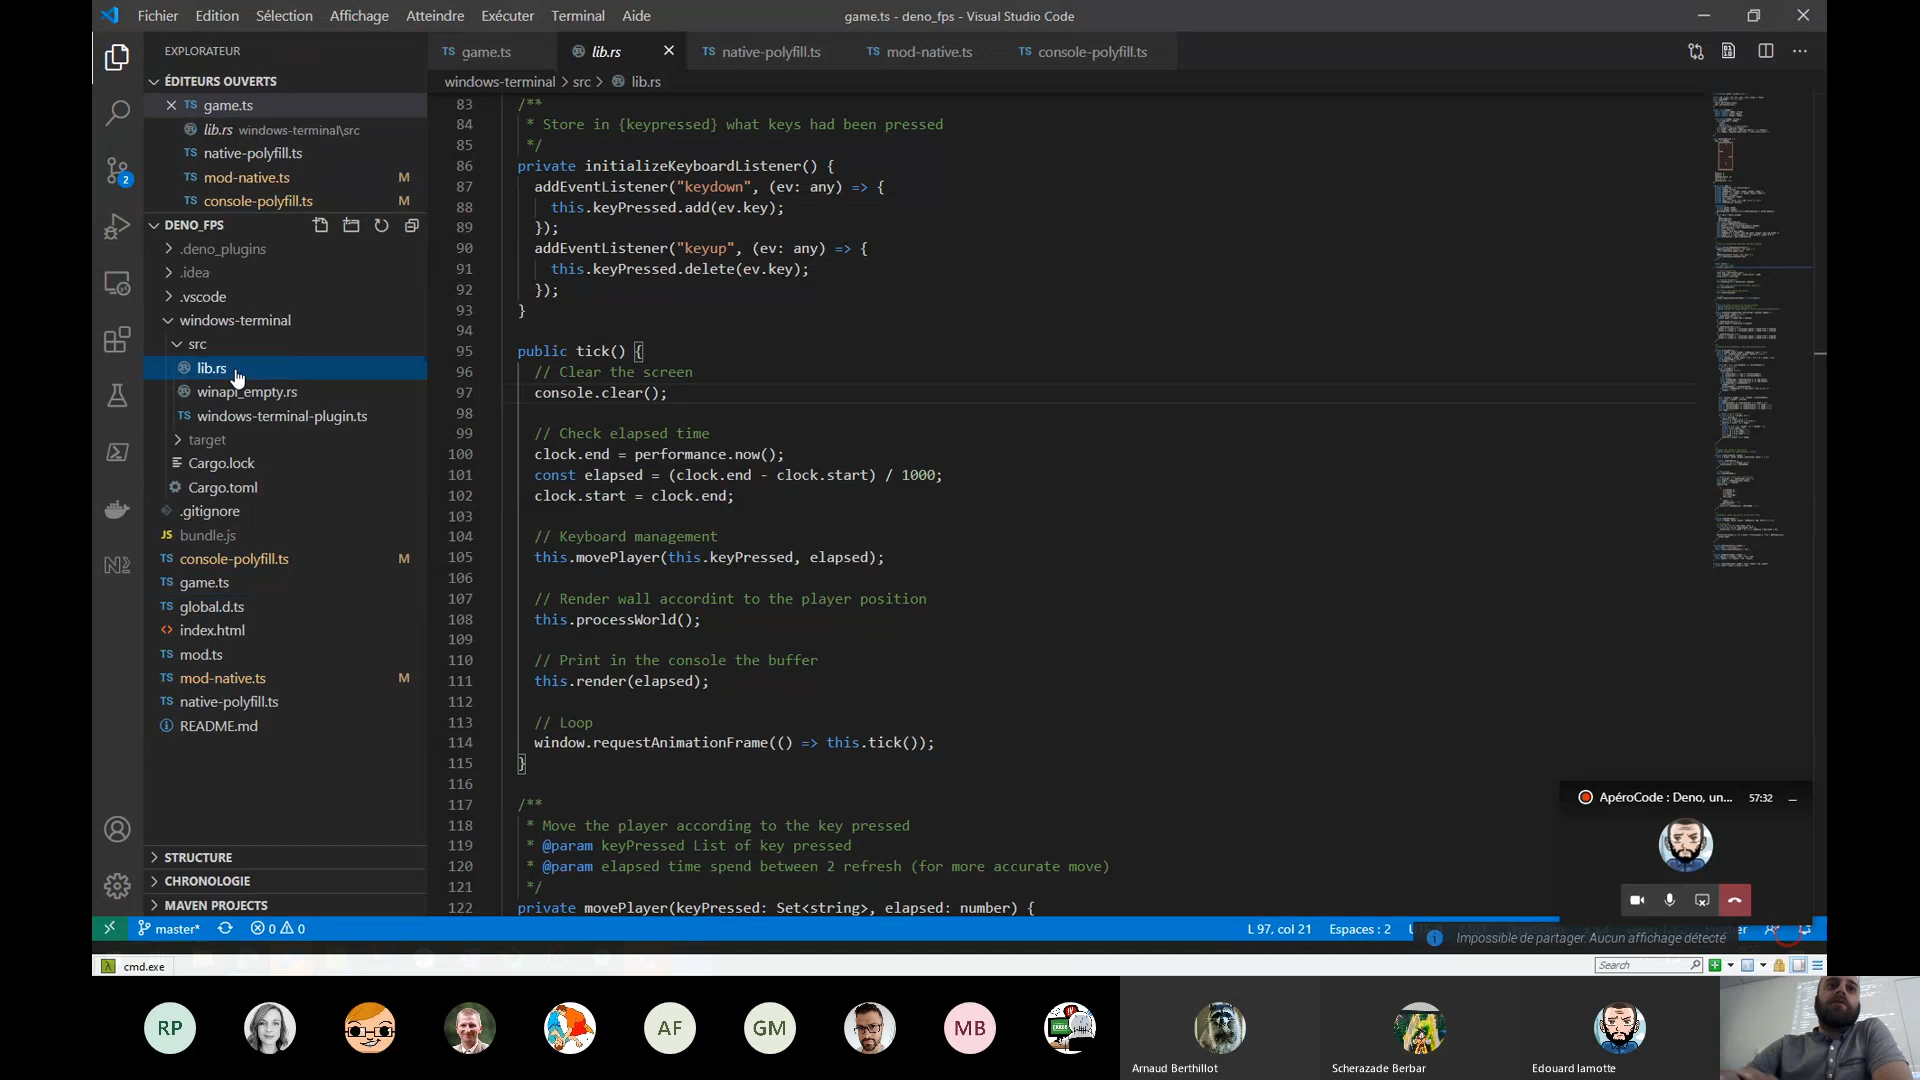 Fichier Edition Sélection Affichage Atteindre Exécuter Terminal Aide
game.ts - deno_fps - Visual Studio Code
EXPLORATEUR
TS game.ts
lib.rs
TS native-polyfill.ts
TS mod-native.ts
TS console-polyfill.ts
windows-terminal > src > lib.rs
ÉDITEURS OUVERTS
TS game.ts
lib.rs windows-terminal\src
TS native-polyfill.ts
TS mod-native.ts M
TS console-polyfill.ts M
2
DENO_FPS
.deno_plugins
.idea
.vscode
windows-terminal
src
lib.rs
winapi_empty.rs
TS windows-terminal-plugin.ts
target
Cargo.lock
Cargo.toml
.gitignore
JS bundle.js
TS console-polyfill.ts M
TS game.ts
TS global.d.ts
<> index.html
TS mod.ts
TS mod-native.ts M
TS native-polyfill.ts
README.md
STRUCTURE
CHRONOLOGIE
MAVEN PROJECTS
83 /**
84 * Store in {keypressed} what keys had been pressed
85 */
86 private initializeKeyboardListener() {
87 addEventListener("keydown", (ev: any) => {
88 this.keyPressed.add(ev.key);
89 });
90 addEventListener("keyup", (ev: any) => {
91 this.keyPressed.delete(ev.key);
92 });
93 }
94
95 public tick() {
96 // Clear the screen
97 console.clear();
98
99 // Check elapsed time
100 clock.end = performance.now();
101 const elapsed = (clock.end - clock.start) / 1000;
102 clock.start = clock.end;
103
104 // Keyboard management
105 this.movePlayer(this.keyPressed, elapsed);
106
107 // Render wall accordint to the player position
108 this.processWorld();
109
110 // Print in the console the buffer
111 this.render(elapsed);
112
113 // Loop
114 window.requestAnimationFrame(() => this.tick());
115 }
116
117 /**
118 * Move the player according to the key pressed
119 * @param keyPressed List of key pressed
120 * @param elapsed time spend between 2 refresh (for more accurate move)
121 */
122 private movePlayer(keyPressed: Set<string>, elapsed: number) {
ApéroCode : Deno, un... 57:32
master* 0 0
L 97, col 21 Espaces : 2
Impossible de partager. Aucun affichage détecté
cmd.exe
Search
RP
AF
GM
MB
Arnaud Berthillot
Scherazade Berbar
Edouard lamotte